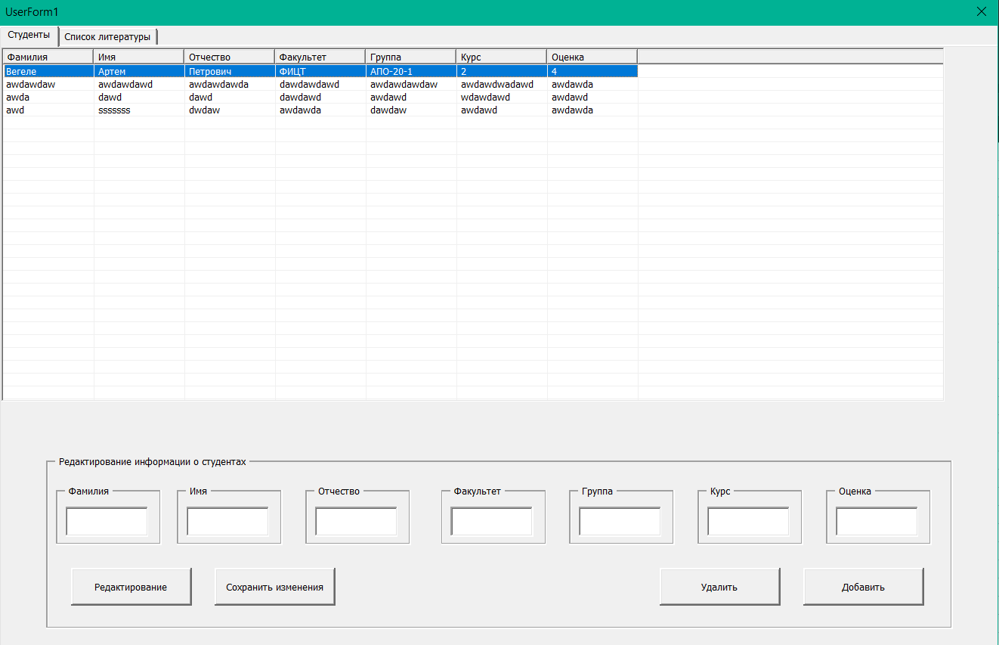 UserForm1
Студенты Список литературы
Фамилия Имя Отчество Факультет Группа Курс Оценка
Вегеле Артем Петрович ФИЦТ АПО-20-1 2 4
awdawdaw awdawdawd awdawdawda dawdawdawd awdawdawdaw awdawdwadawd awdawda
awda dawd dawd dawdawd awdawd wdawdawd awdawd
awd sssssss dwdaw awdawda dawdaw awdawd awdawda
Редактирование информации о студентах
Фамилия Имя Отчество Факультет Группа Курс Оценка
Редактирование Сохранить изменения Удалить Добавить